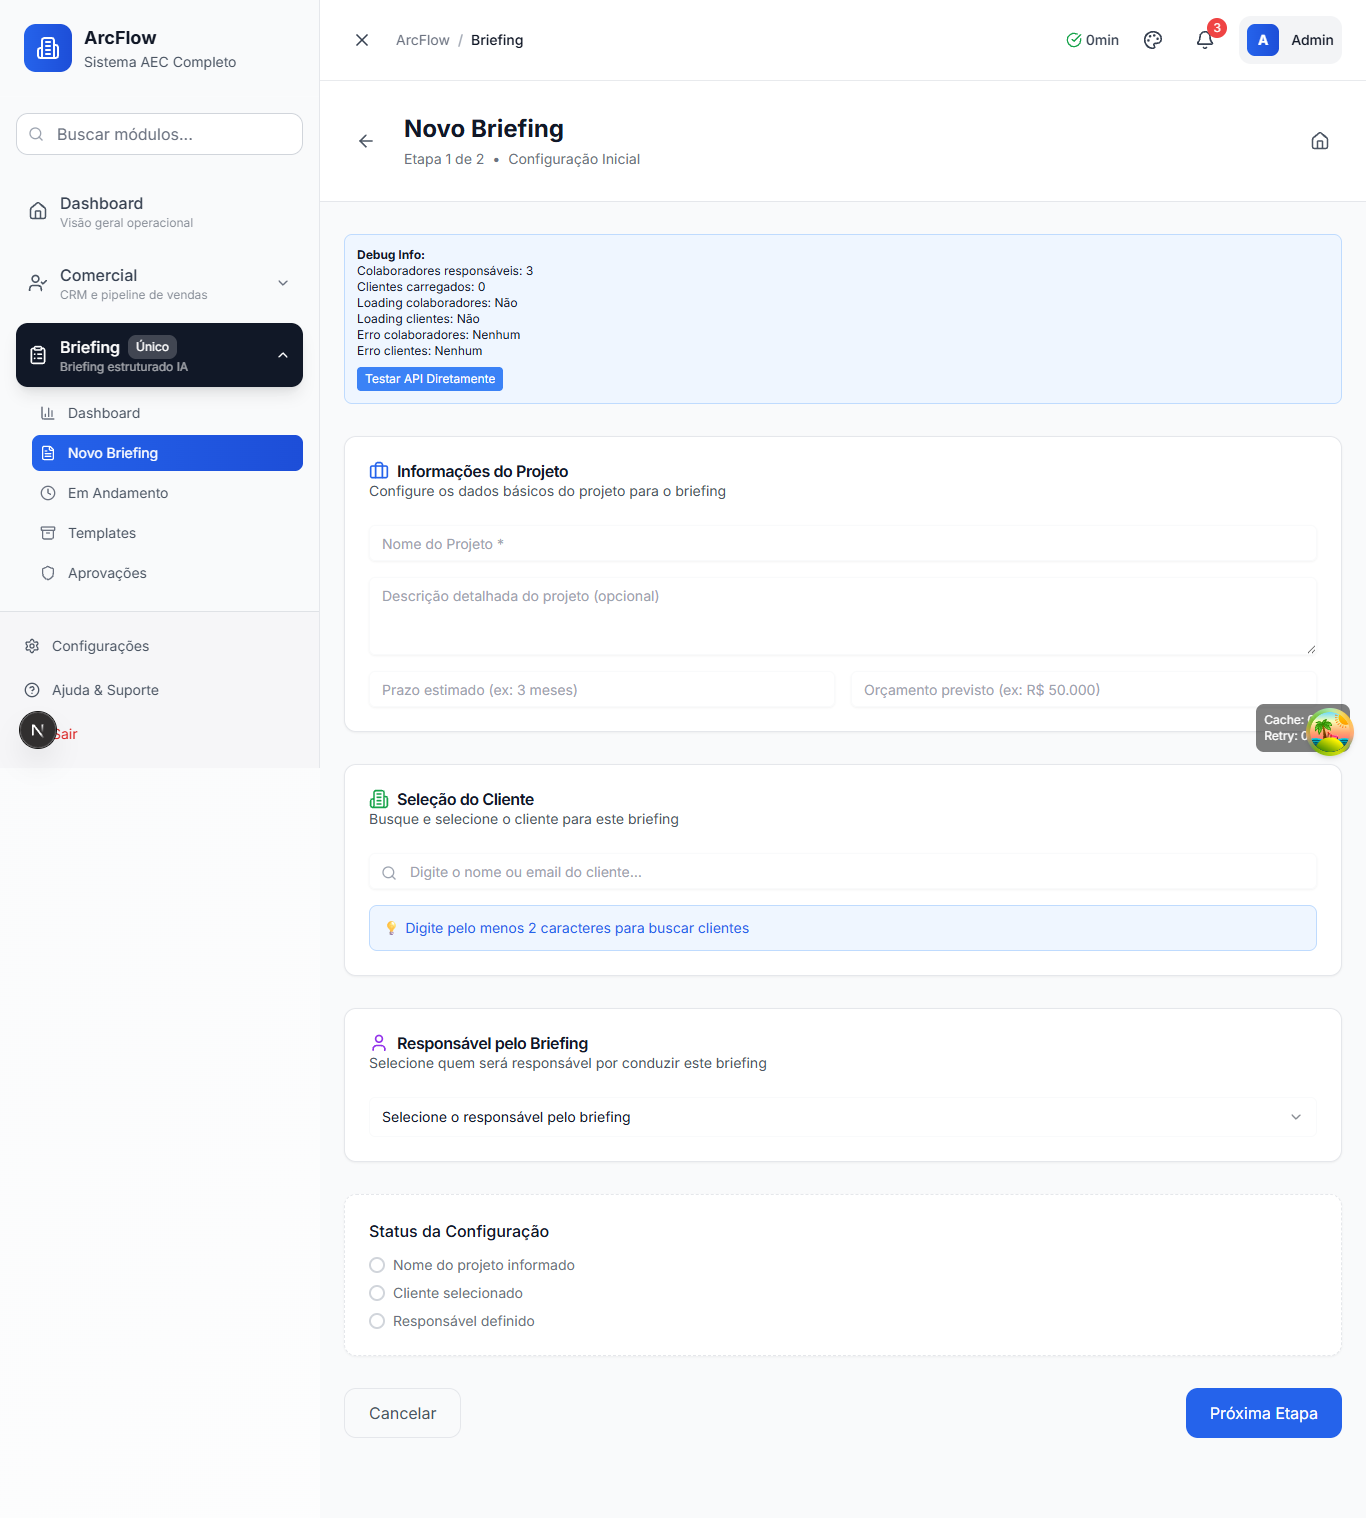 ArcFlow
Sistema AEC Completo
Buscar módulos...
Dashboard
Visão geral operacional
Comercial
CRM e pipeline de vendas
Briefing Único
Briefing estruturado IA
Dashboard
Novo Briefing
Em Andamento
Templates
Aprovações
Configurações
Ajuda & Suporte
N
Sair
ArcFlow / Briefing
0min
3
A
Admin
Novo Briefing
Etapa 1 de 2 • Configuração Inicial
Debug Info:
Colaboradores responsáveis: 3
Clientes carregados: 0
Loading colaboradores: Não
Loading clientes: Não
Erro colaboradores: Nenhum
Erro clientes: Nenhum
Testar API Diretamente
Informações do Projeto
Configure os dados básicos do projeto para o briefing
Nome do Projeto *
Descrição detalhada do projeto (opcional)
Prazo estimado (ex: 3 meses)
Orçamento previsto (ex: R$ 50.000)
Cache:
Retry: 0
Seleção do Cliente
Busque e selecione o cliente para este briefing
Digite o nome ou email do cliente...
Digite pelo menos 2 caracteres para buscar clientes
Responsável pelo Briefing
Selecione quem será responsável por conduzir este briefing
Selecione o responsável pelo briefing
Status da Configuração
Nome do projeto informado
Cliente selecionado
Responsável definido
Cancelar
Próxima Etapa